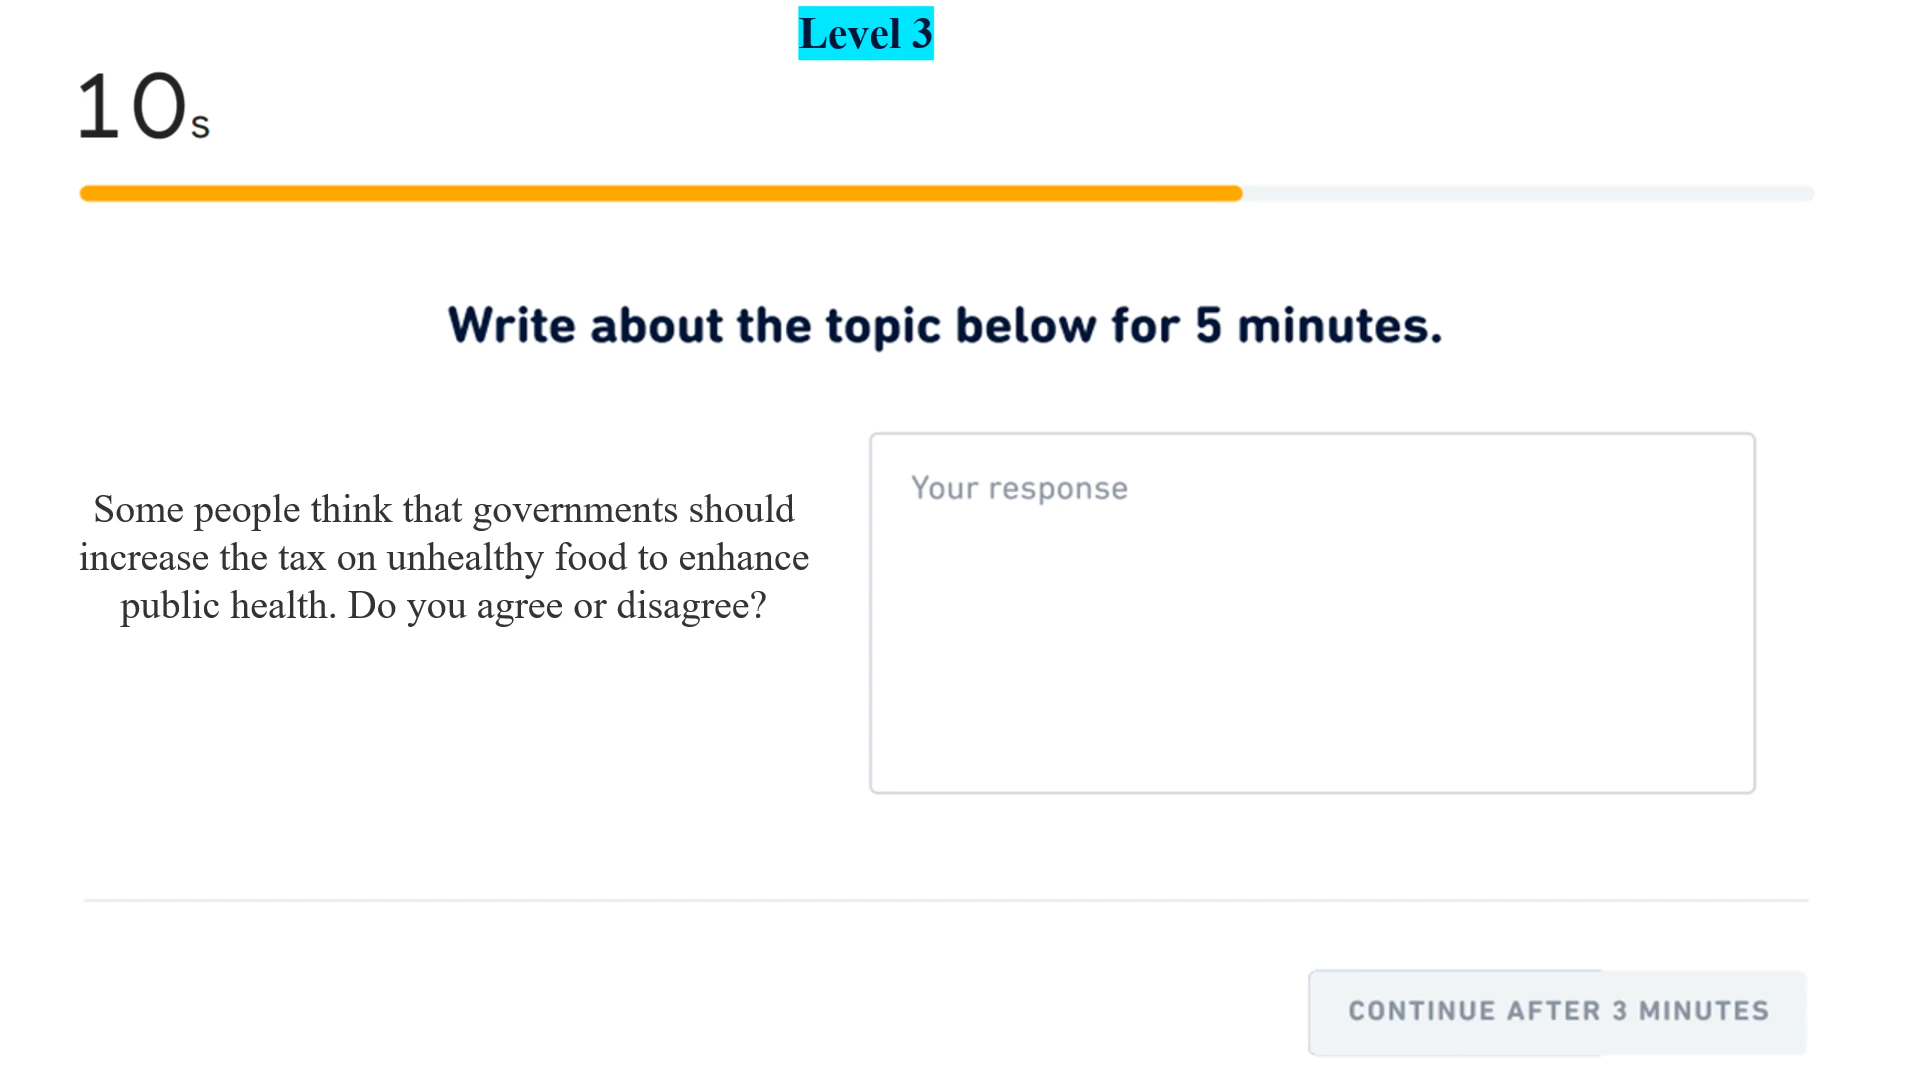 Level 3
10s
Write about the topic below for 5 minutes.
Some people think that governments should
increase the tax on unhealthy food to enhance
public health. Do you agree or disagree?
Your response
CONTINUE AFTER 3 MINUTES